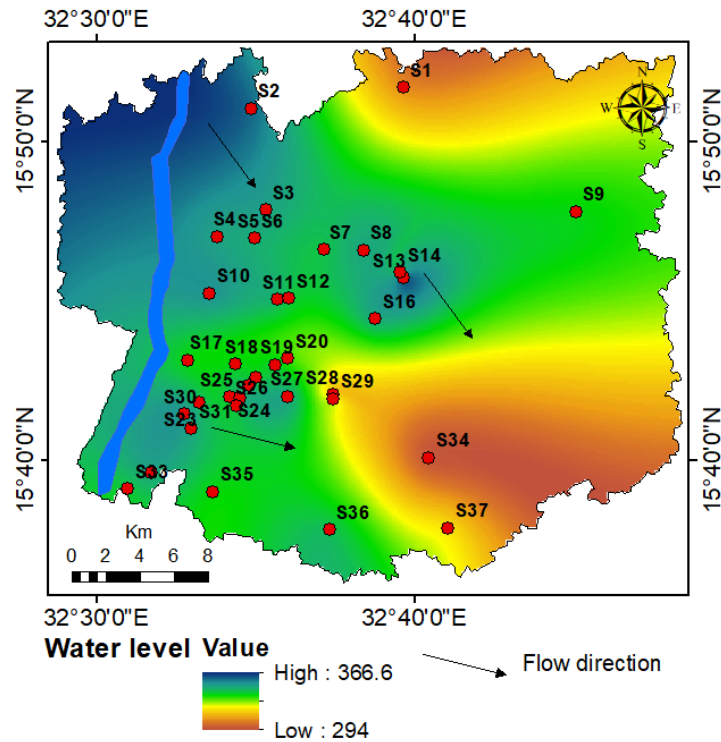 32°30'0"E 32°40'0"E
N
W E
S
15°50'0"N 15°50'0"N
15°40'0"N 15°40'0"N
S1
S2
S3
S9
S4 S5 S6
S7 S8
S13 S14
S10
S11 S12
S16
S17 S18 S19 S20
S25 S26 S27 S28 S29
S30
S31 S24
S23
S34
S33
S35
S36
S37
Km
0 2 4 6 8
32°30'0"E 32°40'0"E
Water level Value
High : 366.6
Low : 294
Flow direction